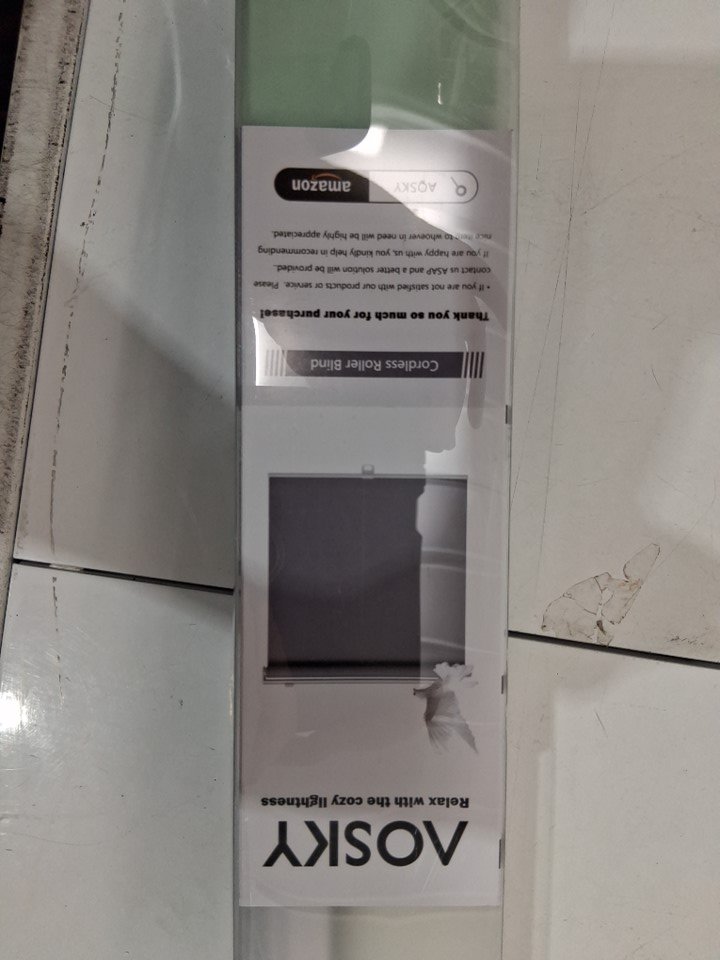 AOSKY
Relax with the cozy lightness
Cordless Roller Blind
Thank you so much for your purchase!
• If you are not satisfied with our products or service. Please
contact us ASAP and a better solution will be provided.
If you are happy with us, you kindly help in recommending
nice item to whoever in need will be highly appreciated.
AOSKY amazon